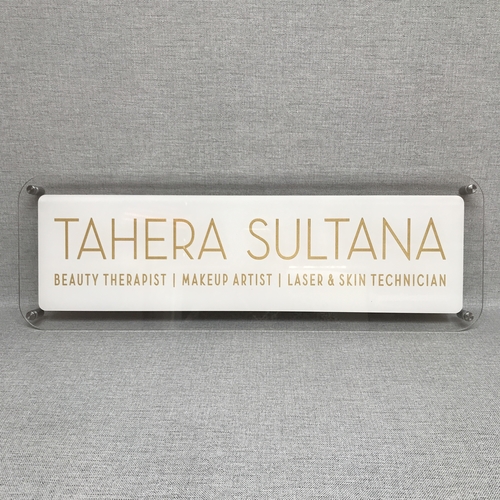 TAHERA SULTANA
BEAUTY THERAPIST | MAKEUP ARTIST | LASER & SKIN TECHNICIAN